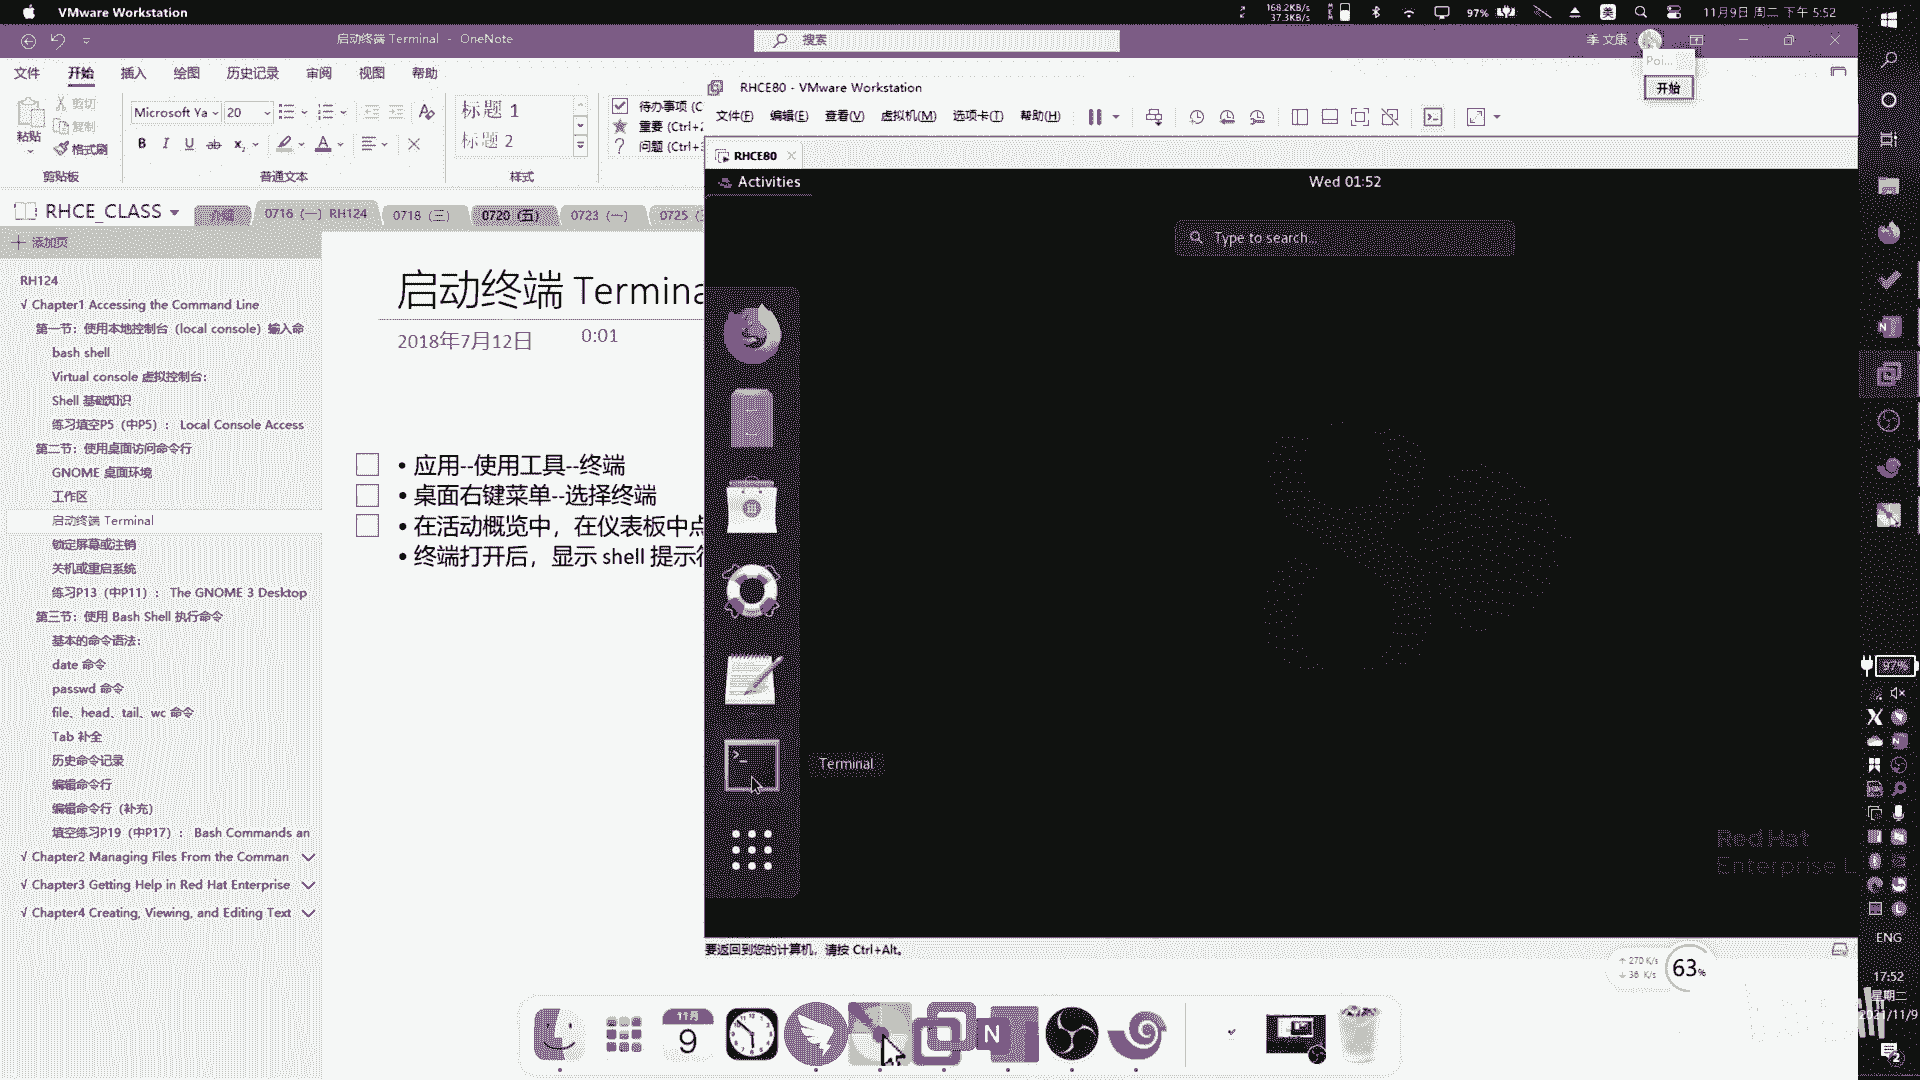 VMware Workstation
168.2KB/s
37.3KB/s
97%
美
11月9日 周二 下午 5:52
启动终端 Terminal - OneNote
搜索
季 文康
Poi...
开始
文件
开始
插入
绘图
历史记录
审阅
视图
帮助
粘贴
剪切
复制
格式刷
剪贴板
Microsoft Ya
20
普通文本
标题 1
标题 2
样式
待办事项 (C
重要 (Ctrl+2
问题 (Ctrl+3
RHCE80 - VMware Workstation
文件(F)
编辑(E)
查看(V)
虚拟机(M)
选项卡(T)
帮助(H)
RHCE80
Activities
Wed 01:52
Type to search...
RHCE_CLASS
介绍
0716 (一) RH124
0718 (三)
0720 (五)
0723 (一)
0725
添加页
RH124
√ Chapter1 Accessing the Command Line
第一节：使用本地控制台（local console）输入命
bash shell
Virtual console 虚拟控制台:
Shell 基础知识
练习填空P5（中P5）： Local Console Access
第二节：使用桌面访问命令行
GNOME 桌面环境
工作区
启动终端 Terminal
锁定屏幕或注销
关机或重启系统
练习P13（中P11）： The GNOME 3 Desktop
第三节：使用 Bash Shell 执行命令
基本的命令语法:
date 命令
passwd 命令
file、head、tail、wc 命令
Tab 补全
历史命令记录
编辑命令行
编辑命令行（补充）
填空练习P19（中P17）： Bash Commands an
√ Chapter2 Managing Files From the Comman
√ Chapter3 Getting Help in Red Hat Enterprise
√ Chapter4 Creating, Viewing, and Editing Text
启动终端 Termina
2018年7月12日
0:01
• 应用--使用工具--终端
• 桌面右键菜单--选择终端
• 在活动概览中，在仪表板中点
• 终端打开后，显示 shell 提示符
Terminal
Red Hat
Enterprise L
要返回到您的计算机，请按 Ctrl+Alt。
↑ 270 K/s
↓ 36 K/s
63%
97%
ENG
17:52
星期二
2021/11/9
2
11月
9
N